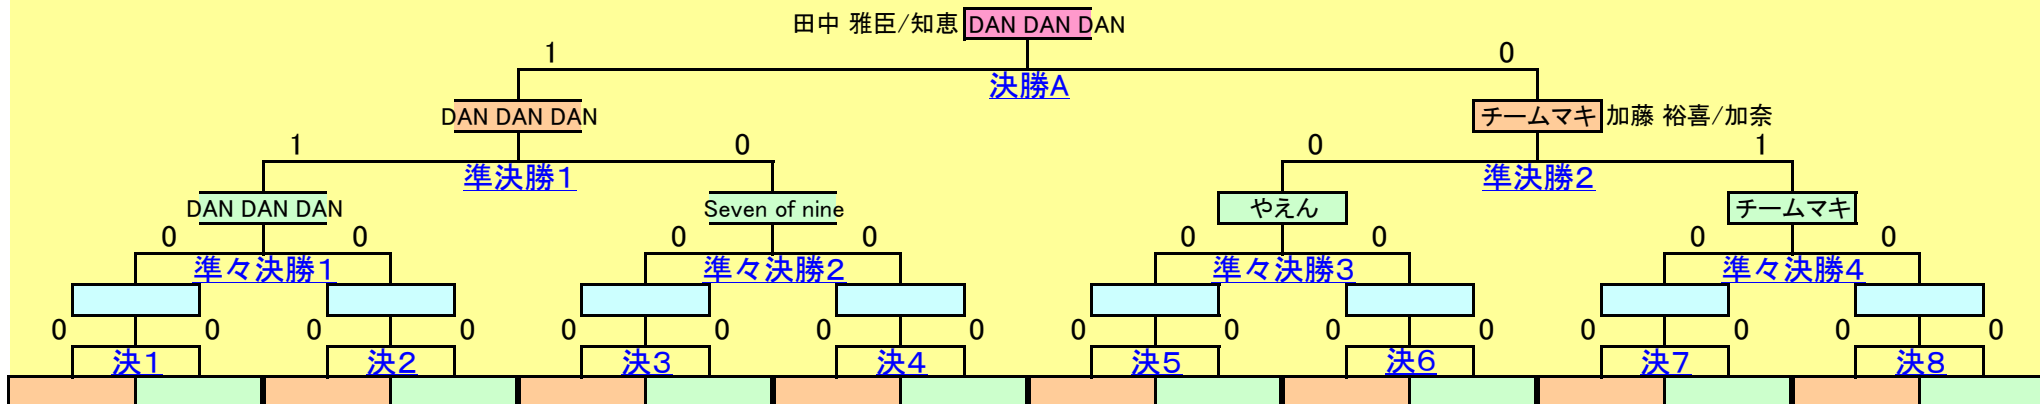 田中 雅臣/知恵 DAN DAN DAN
1 0
決勝A
DAN DAN DAN チームマキ 加藤 裕喜/加奈
1 0 0 1
準決勝1 準決勝2
DAN DAN DAN Seven of nine やえん チームマキ
0 0 0 0 0 0 0 0
準々決勝1 準々決勝2 準々決勝3 準々決勝4
0 0 0 0 0 0 0 0 0 0 0 0 0 0 0 0
決1 決2 決3 決4 決5 決6 決7 決8